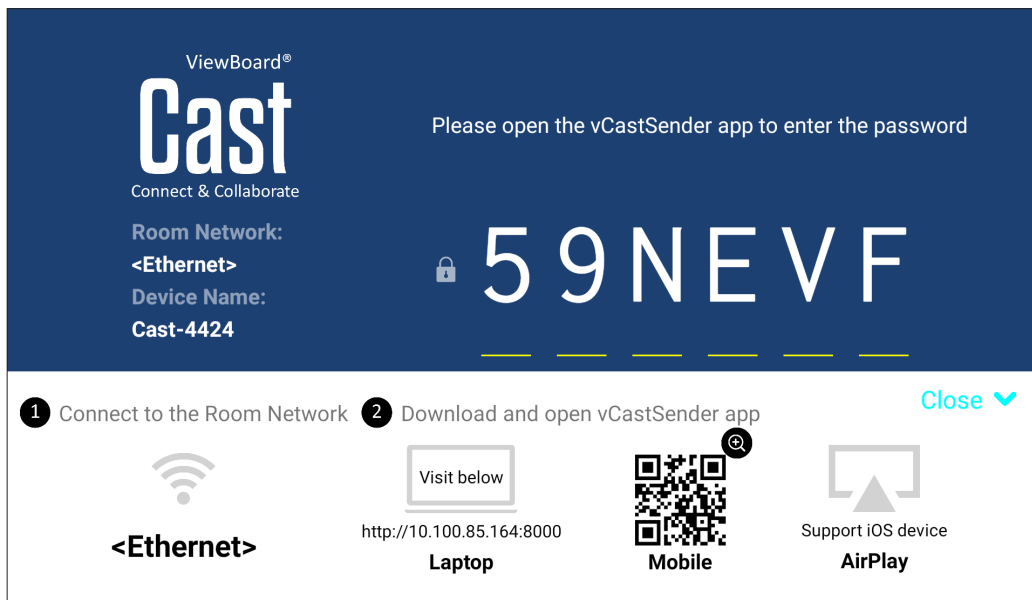 ViewBoard®
Cast
Connect & Collaborate
Room Network:
<Ethernet>
Device Name:
Cast-4424
Please open the vCastSender app to enter the password
59NEVF
Close
1 Connect to the Room Network
<Ethernet>
2 Download and open vCastSender app
Visit below
http://10.100.85.164:8000
Laptop
Mobile
Support iOS device
AirPlay